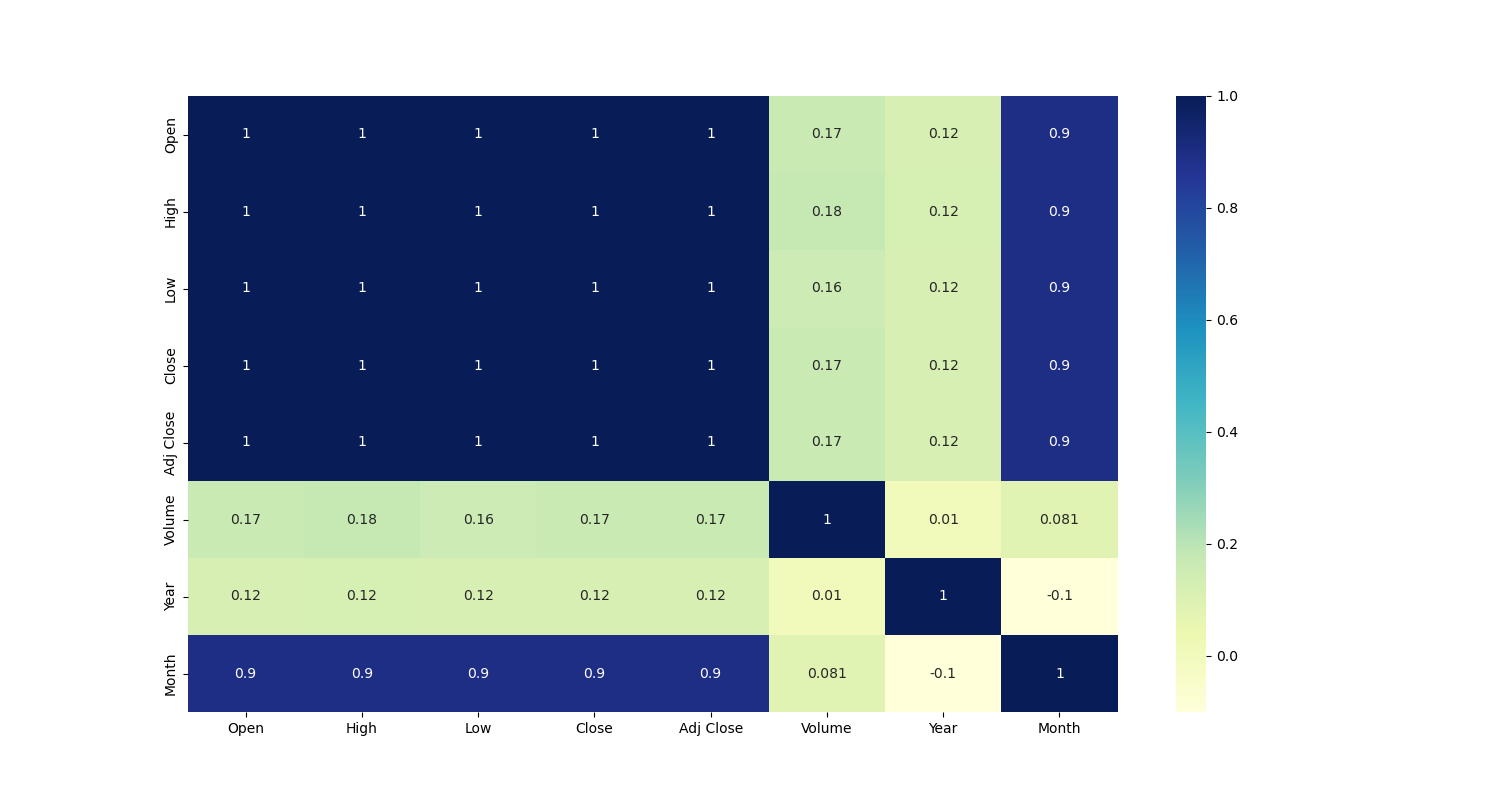 Open 1 1 1 1 1 0.17 0.12 0.9
High 1 1 1 1 1 0.18 0.12 0.9
Low 1 1 1 1 1 0.16 0.12 0.9
Close 1 1 1 1 1 0.17 0.12 0.9
Adj Close 1 1 1 1 1 0.17 0.12 0.9
Volume 0.17 0.18 0.16 0.17 0.17 1 0.01 0.081
Year 0.12 0.12 0.12 0.12 0.12 0.01 1 -0.1
Month 0.9 0.9 0.9 0.9 0.9 0.081 -0.1 1
Open High Low Close Adj Close Volume Year Month
1.0
0.8
0.6
0.4
0.2
0.0